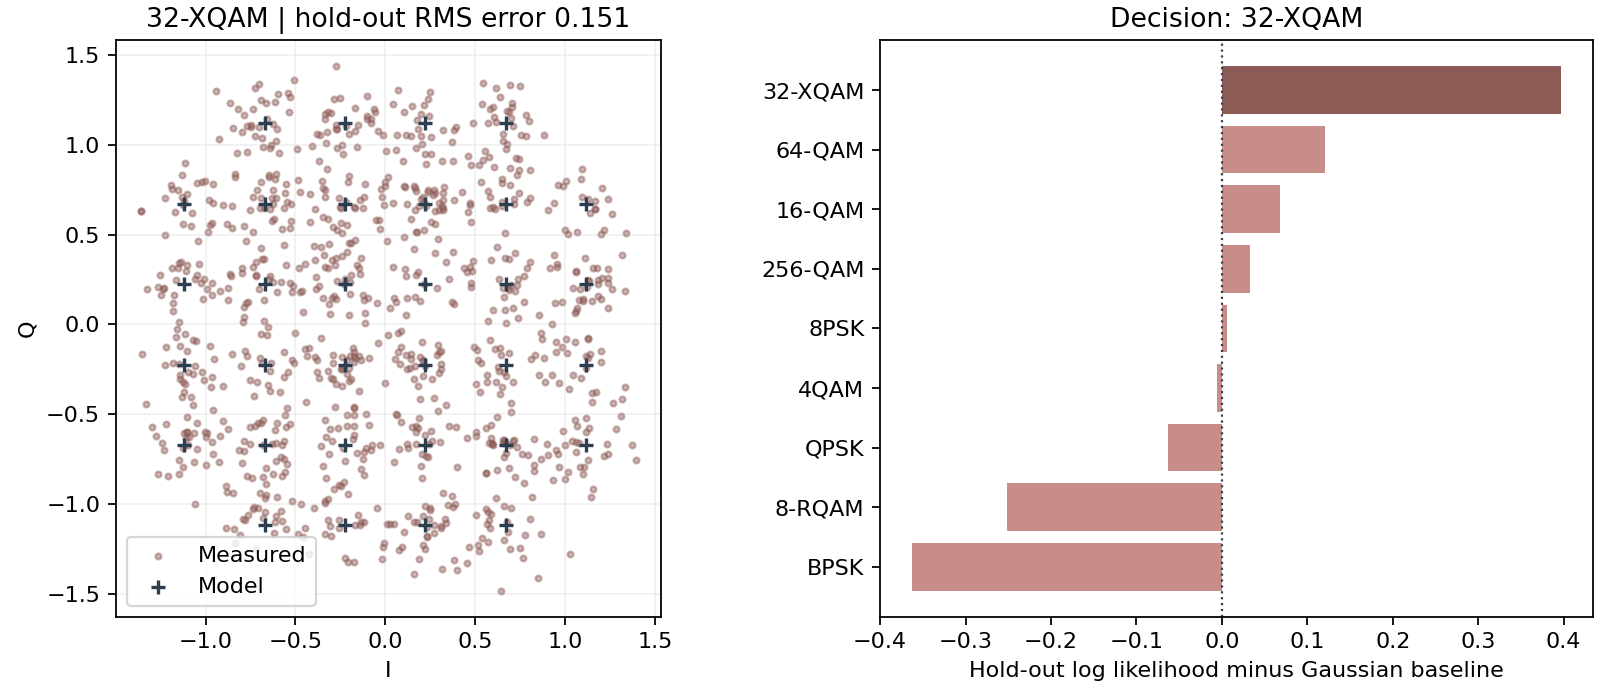 32-XQAM | hold-out RMS error 0.151
1.5
1.0
0.5
0.0
−0.5
−1.0
−1.5
Q
Measured
Model
−1.0
−0.5
0.0
0.5
1.0
1.5
I
Decision: 32-XQAM
32-XQAM
64-QAM
16-QAM
256-QAM
8PSK
4QAM
QPSK
8-RQAM
BPSK
−0.4
−0.3
−0.2
−0.1
0.0
0.1
0.2
0.3
0.4
Hold-out log likelihood minus Gaussian baseline